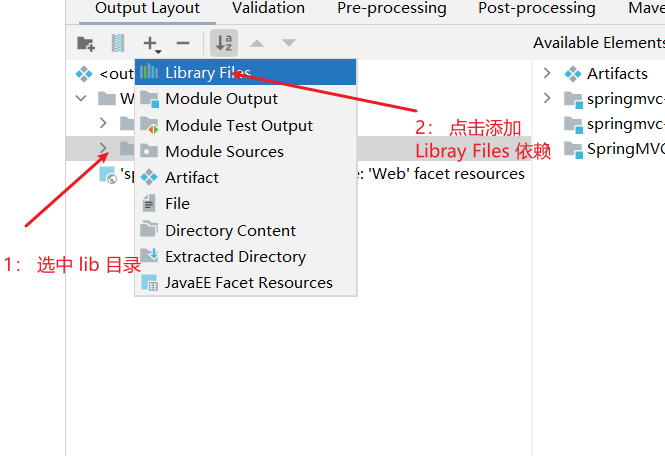 Output Layout Validation Pre-processing Post-processing Mave
Available Elements
<out
Library Files
Artifacts
W
Module Output
springmvc-
Module Test Output
springmvc-
2： 点击添加
Libray Files 依赖
Module Sources
SpringMVC
'sp
e: 'Web' facet resources
Artifact
File
Directory Content
1： 选中 lib 目录
Extracted Directory
JavaEE Facet Resources